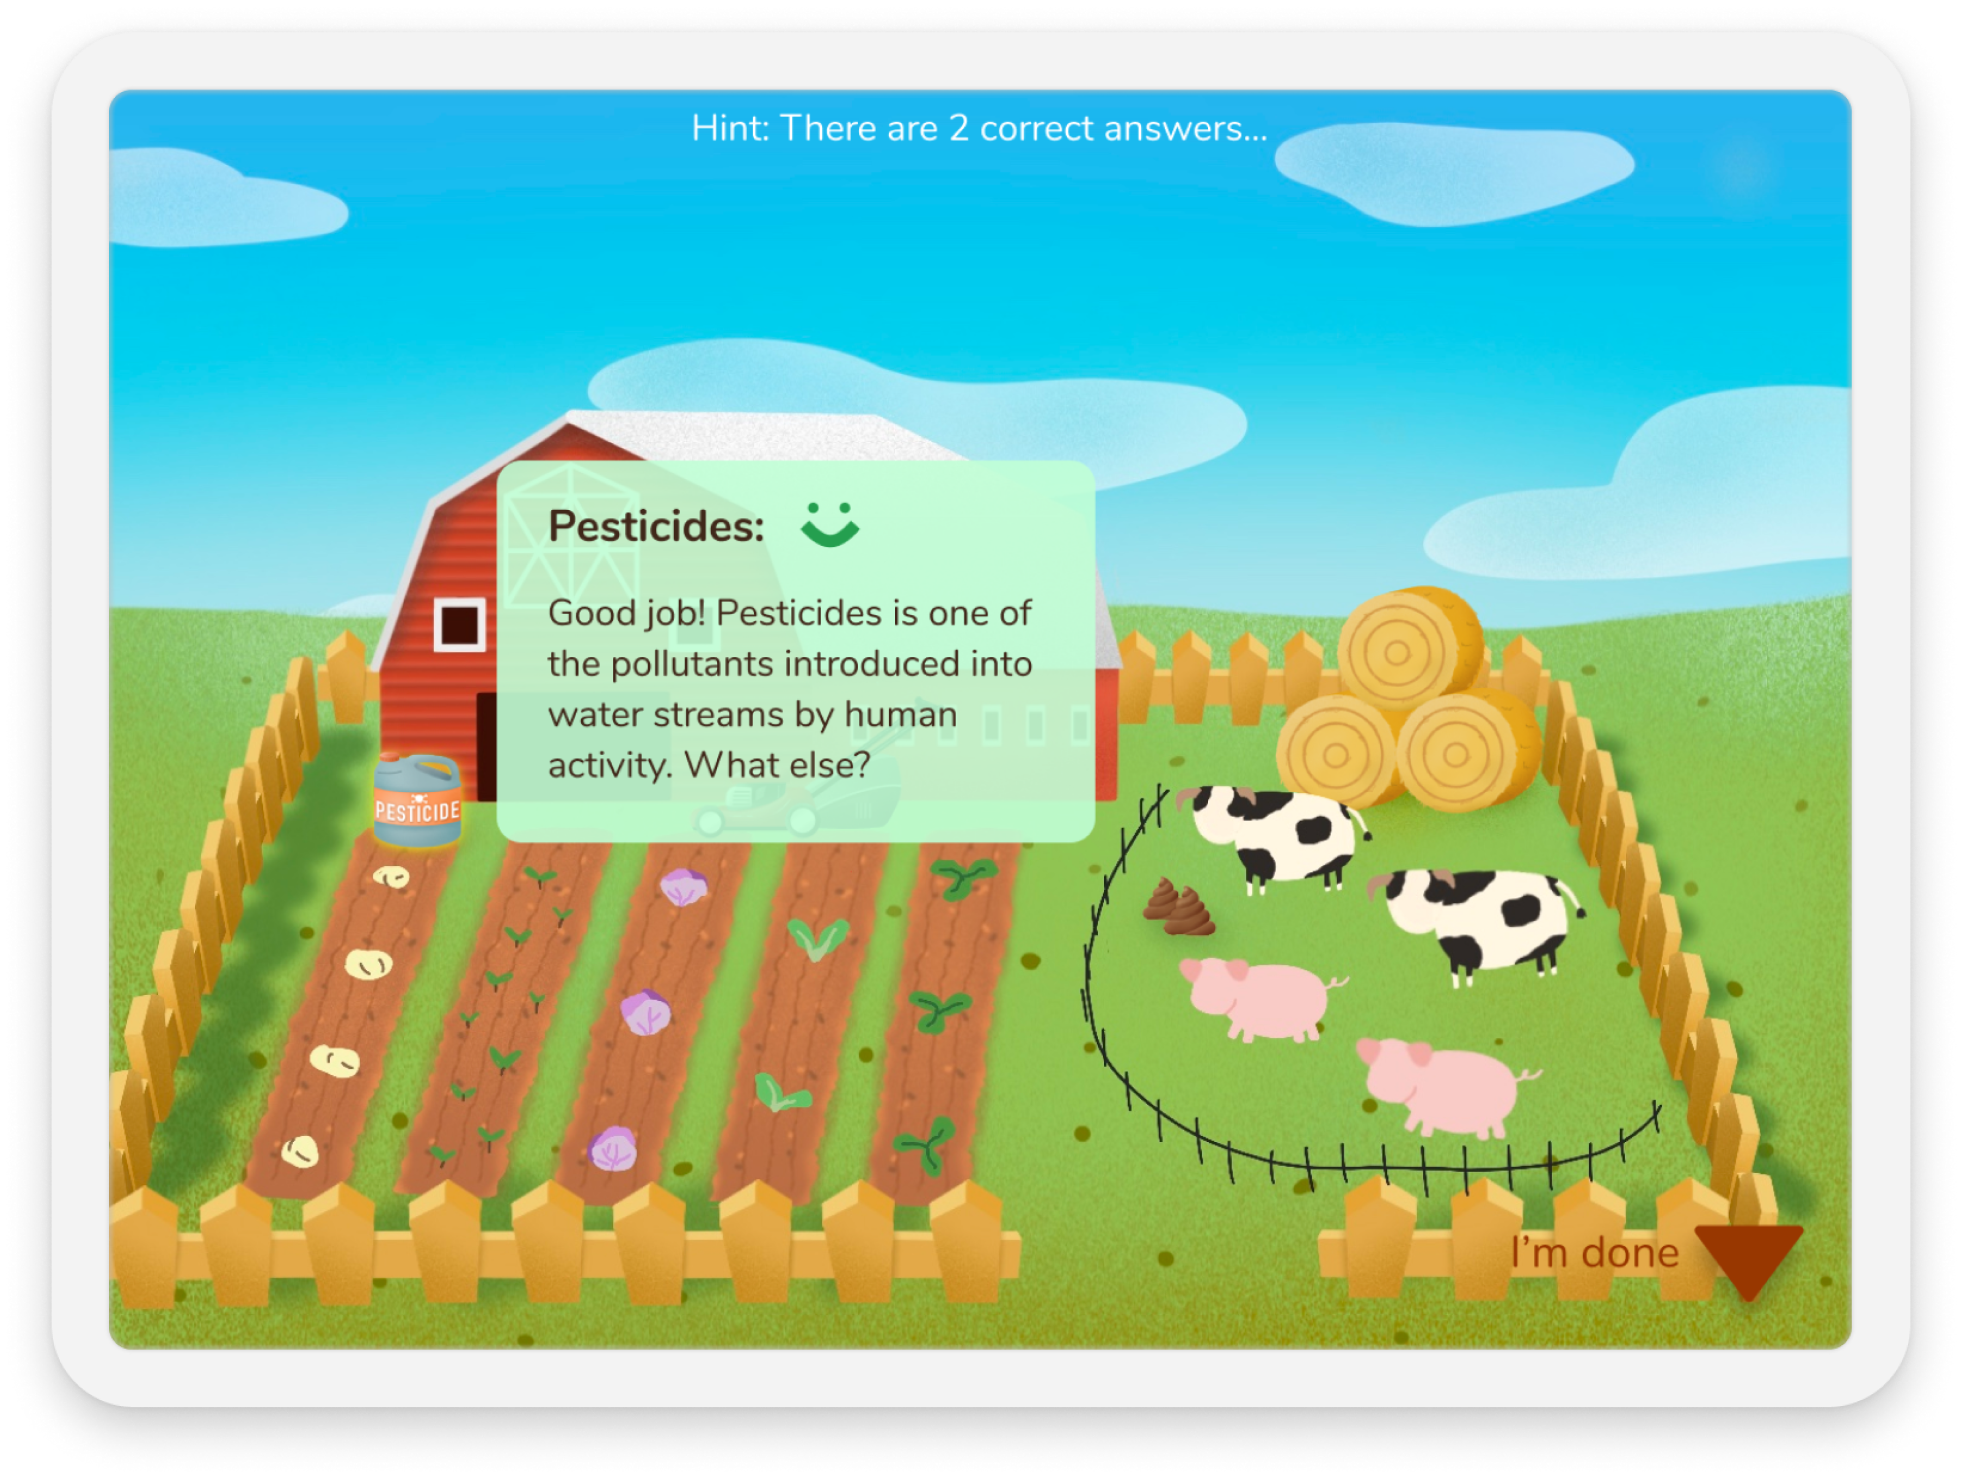 Hint: There are 2 correct answers...
Pesticides:
Good job! Pesticides is one of
the pollutants introduced into
water streams by human
activity. What else?
PESTICIDE
I'm done